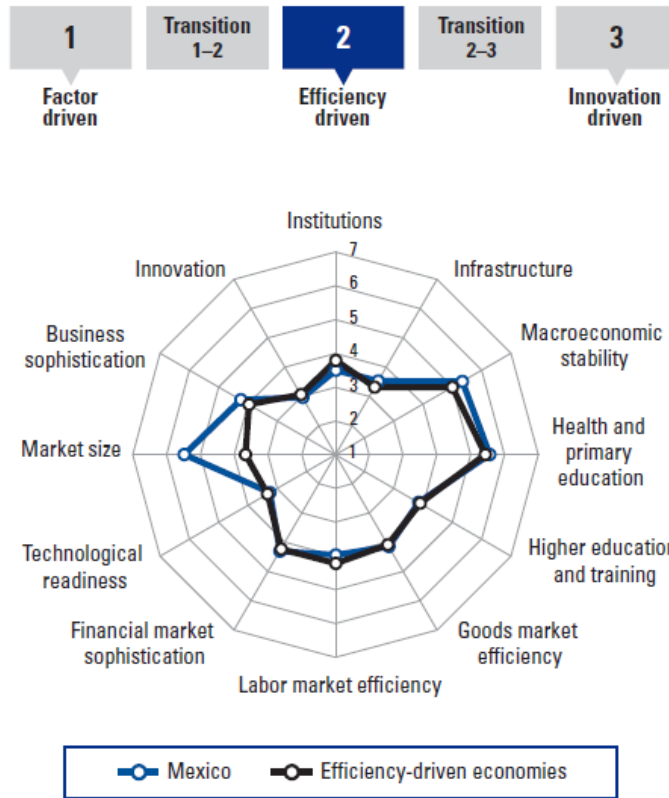 1
Transition
1–2
2
Transition
2–3
3
Factor
driven
Efficiency
driven
Innovation
driven
Institutions
7
Innovation
Infrastructure
6
5
Business
sophistication
Macroeconomic
stability
4
3
2
Market size
1
Health and
primary
education
Technological
readiness
Higher education
and training
Financial market
sophistication
Goods market
efficiency
Labor market efficiency
Mexico
Efficiency-driven economies